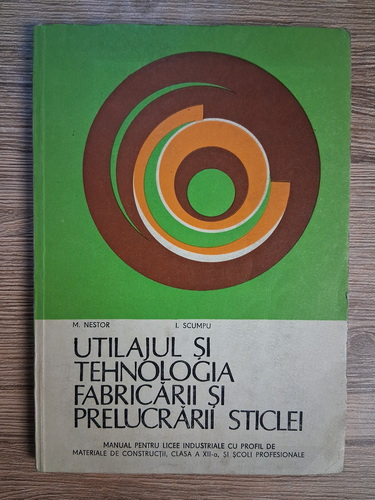 M. NESTOR I. SCUMPU
UTILAJUL ȘI
TEHNOLOGIA
FABRICĂRII ȘI
PRELUCRĂRII STICLEI
MANUAL PENTRU LICEE INDUSTRIALE CU PROFIL DE
MATERIALE DE CONSTRUCȚII, CLASA A XII-a, ȘI ȘCOLI PROFESIONALE